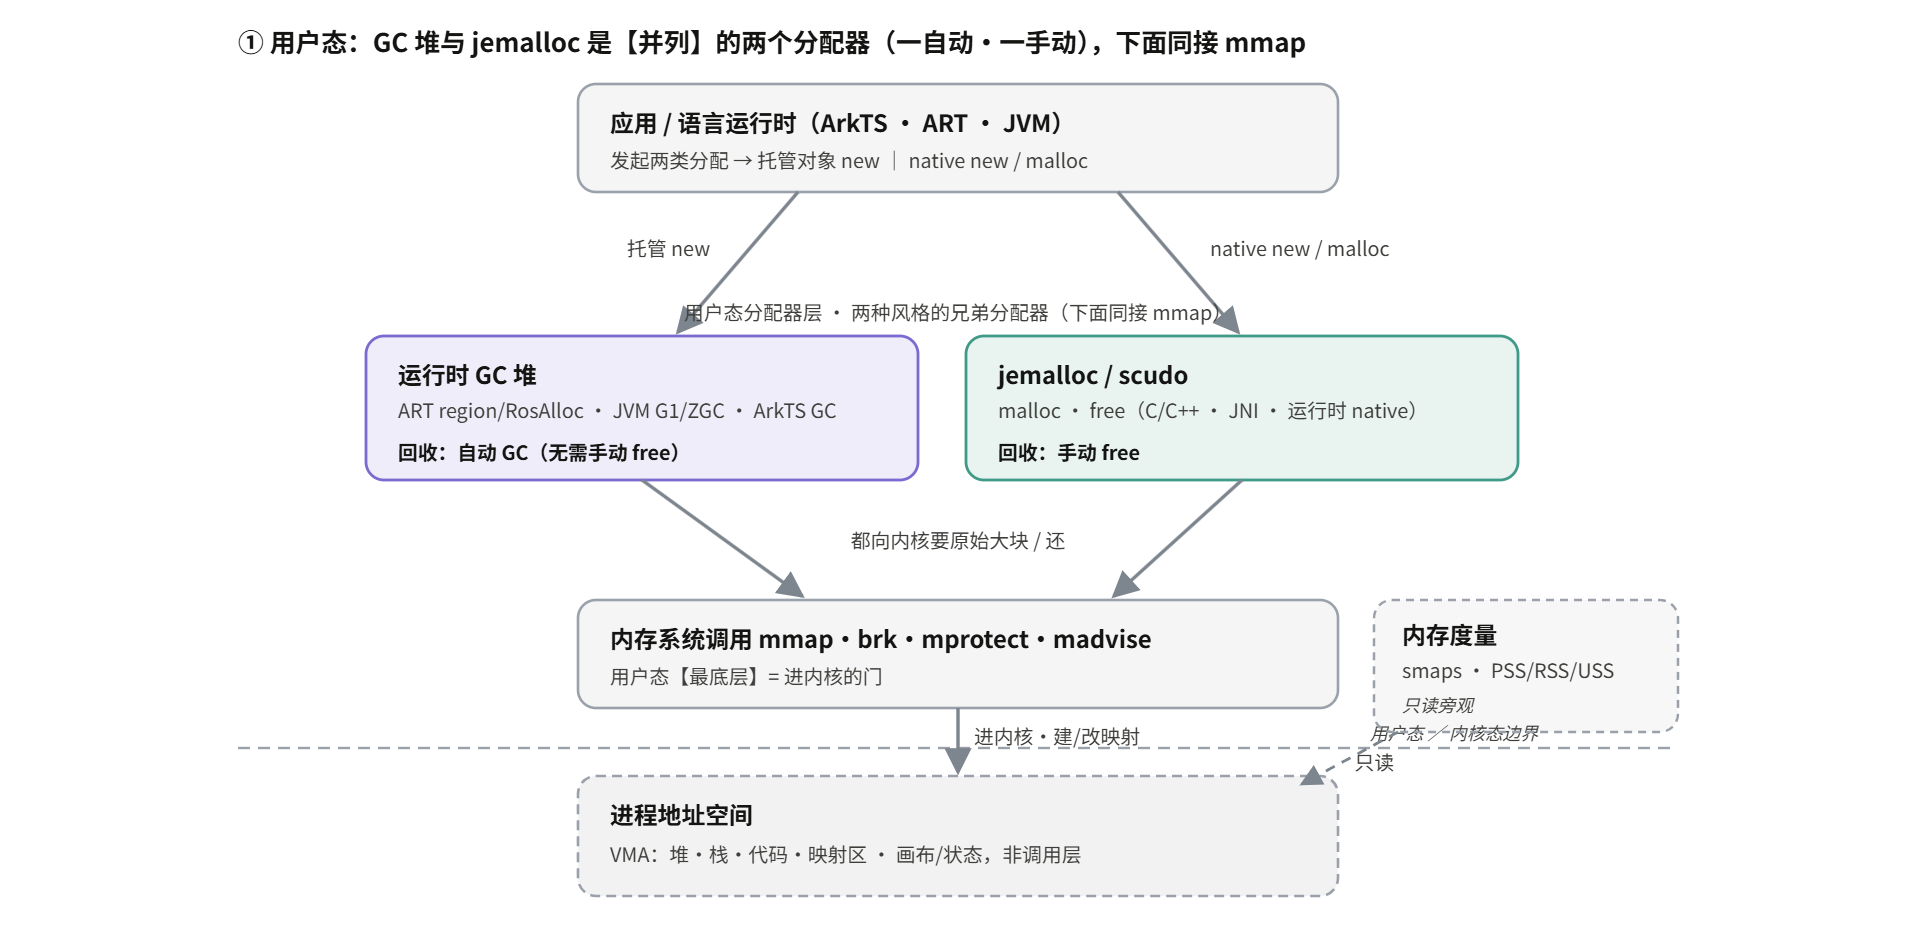 ① 用户态：GC 堆与 jemalloc 是【并列】的两个分配器（一自动・一手动），下面同接 mmap
应用 / 语言运行时（ArkTS ・ ART ・ JVM）
发起两类分配 → 托管对象 new ｜ native new / malloc
托管 new
native new / malloc
用户态分配器层 ・ 两种风格的兄弟分配器（下面同接 mmap）
运行时 GC 堆
ART region/RosAlloc ・ JVM G1/ZGC ・ ArkTS GC
回收：自动 GC（无需手动 free）
jemalloc / scudo
malloc ・ free（C/C++ ・ JNI ・ 运行时 native）
回收：手动 free
都向内核要原始大块 / 还
内存系统调用 mmap・brk・mprotect・madvise
用户态【最底层】= 进内核的门
内存度量
smaps ・ PSS/RSS/USS
只读旁观
用户态／内核态边界
进内核・建/改映射
只读
进程地址空间
VMA：堆・栈・代码・映射区 ・ 画布/状态，非调用层